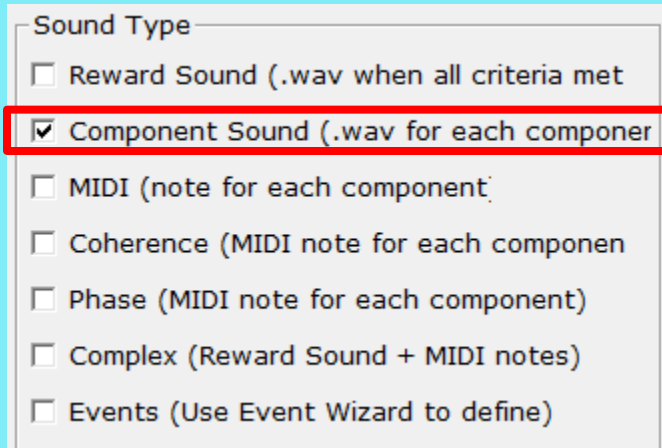 Sound Type
Reward Sound (.wav when all criteria met
Component Sound (.wav for each componer
MIDI (note for each component)
Coherence (MIDI note for each componen
Phase (MIDI note for each component)
Complex (Reward Sound + MIDI notes)
Events (Use Event Wizard to define)